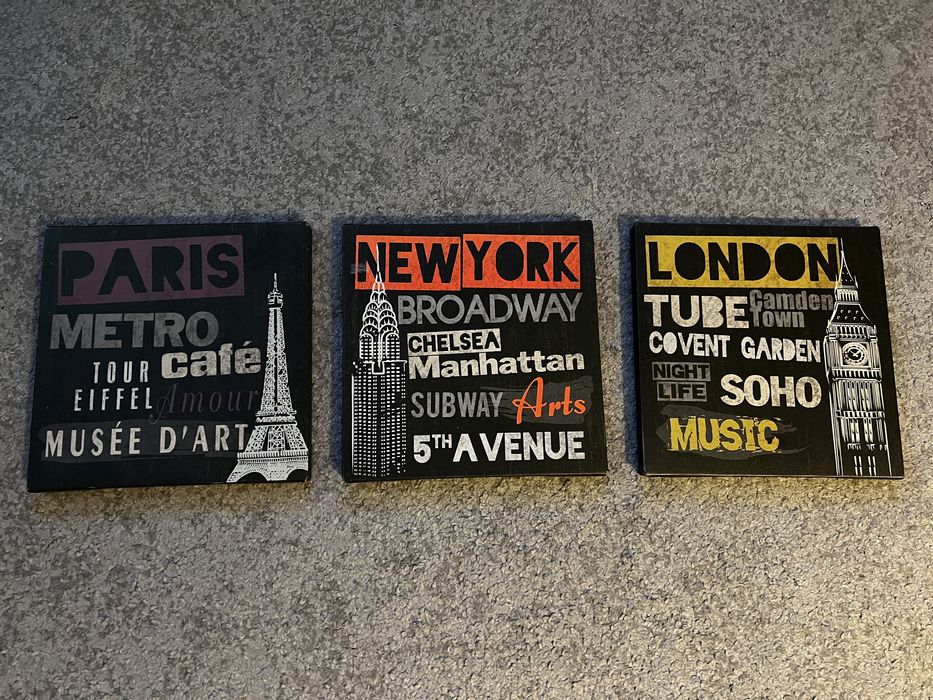 PARIS
METRO
café
TOUR
EIFFEL
Amour
MUSÉE D'ART
NEW YORK
BROADWAY
CHELSEA
Manhattan
SUBWAY Arts
5TH AVENUE
LONDON
TUBE
Camden
Town
COVENT GARDEN
NIGHT
LIFE
SOHO
MUSIC